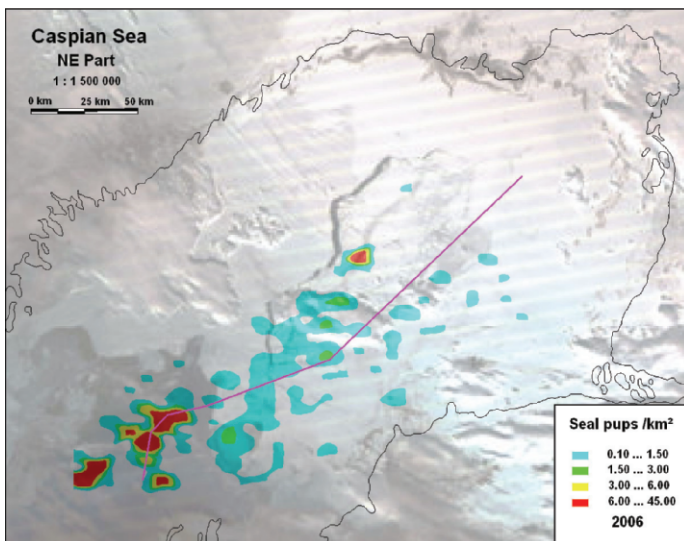 Caspian Sea
NE Part
1 : 1 500 000
0 km 25 km 50 km
Seal pups /km²
0.10 ... 1.50
1.50 ... 3.00
3.00 ... 6.00
6.00 ... 45.00
2006